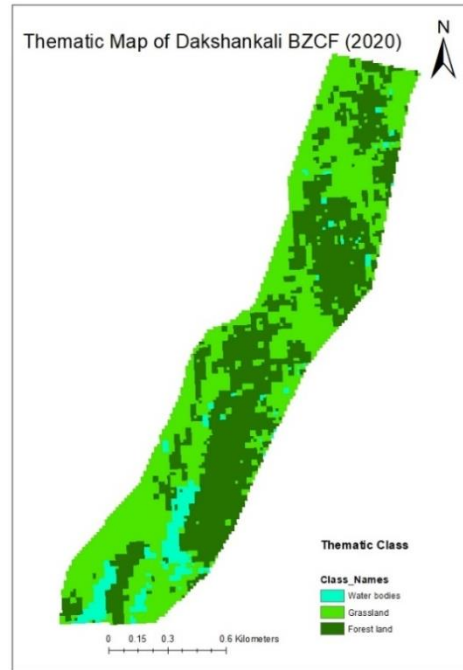 Thematic Map of Dakshankali BZCF (2020)
N
Thematic Class
Class_Names
Water bodies
Grassland
Forest land
0 0.15 0.3 0.6 Kilometers